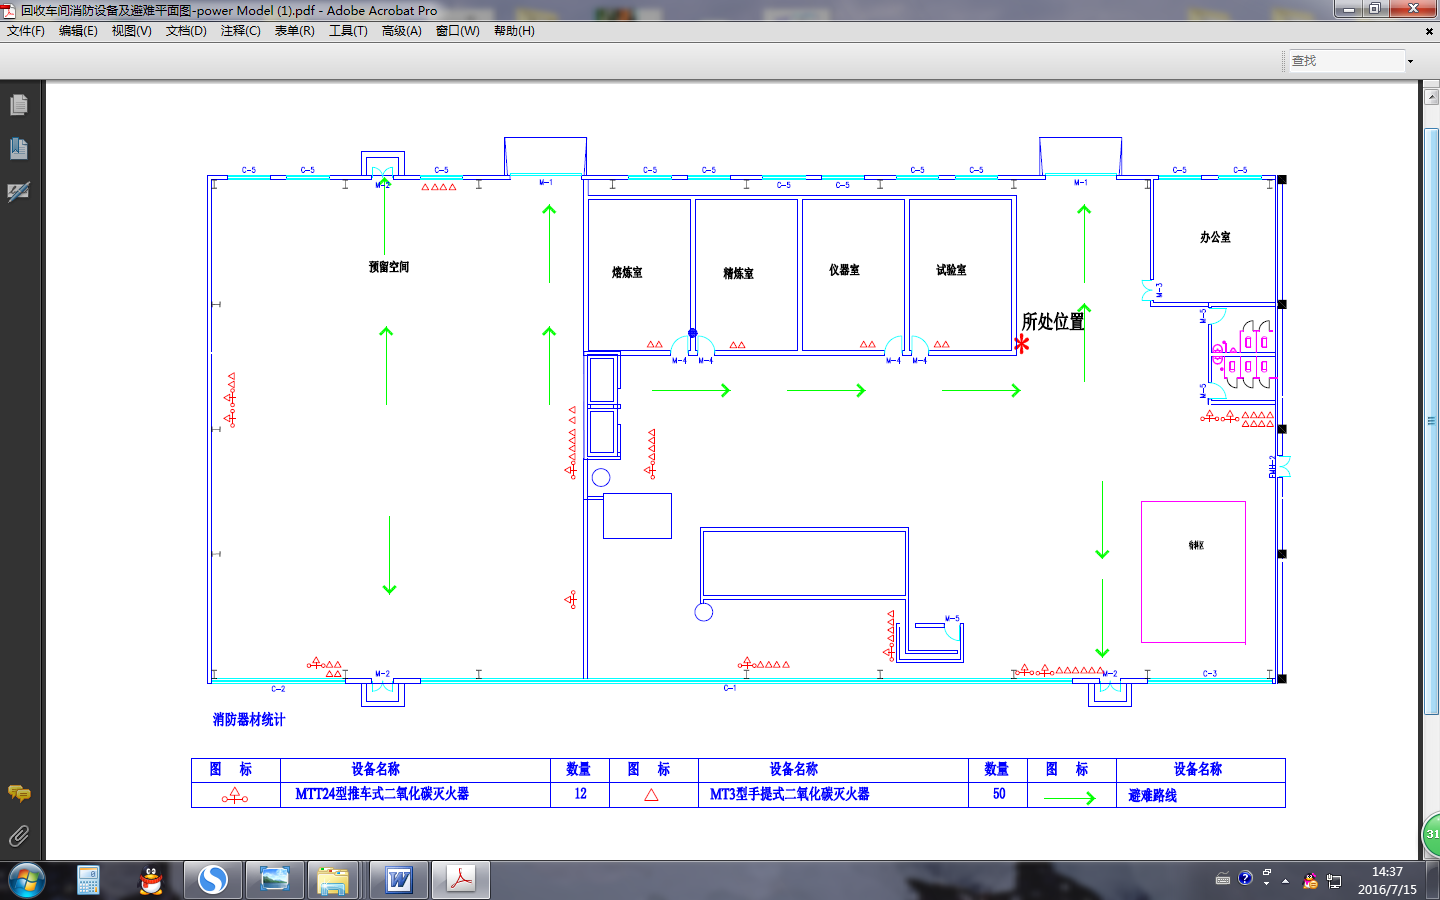 回收车间消防设备及避难平面图-power Model (1).pdf - Adobe Acrobat Pro
文件(F) 编辑(E) 视图(V) 文档(D) 注释(C) 表单(R) 工具(T) 高级(A) 窗口(W) 帮助(H)
查找
C-5 C-5 C-5 C-5 C-5 C-5 C-5 C-5 C-5
M-2 M-1 C-5 C-5 M-1
办公室
预留空间 熔炼室 精炼室 仪器室 试验室
M-3
所处位置
M-5
M-4 M-4 M-4 M-4
M-5
FMH-2
M-5
M-2 M-2 C-3
C-2 C-1
消防器材统计
图 标 设备名称 数量 图 标 设备名称 数量 图 标 设备名称
MTT24型推车式二氧化碳灭火器 12 MT3型手提式二氧化碳灭火器 50 避难路线
31
14:37
2016/7/15